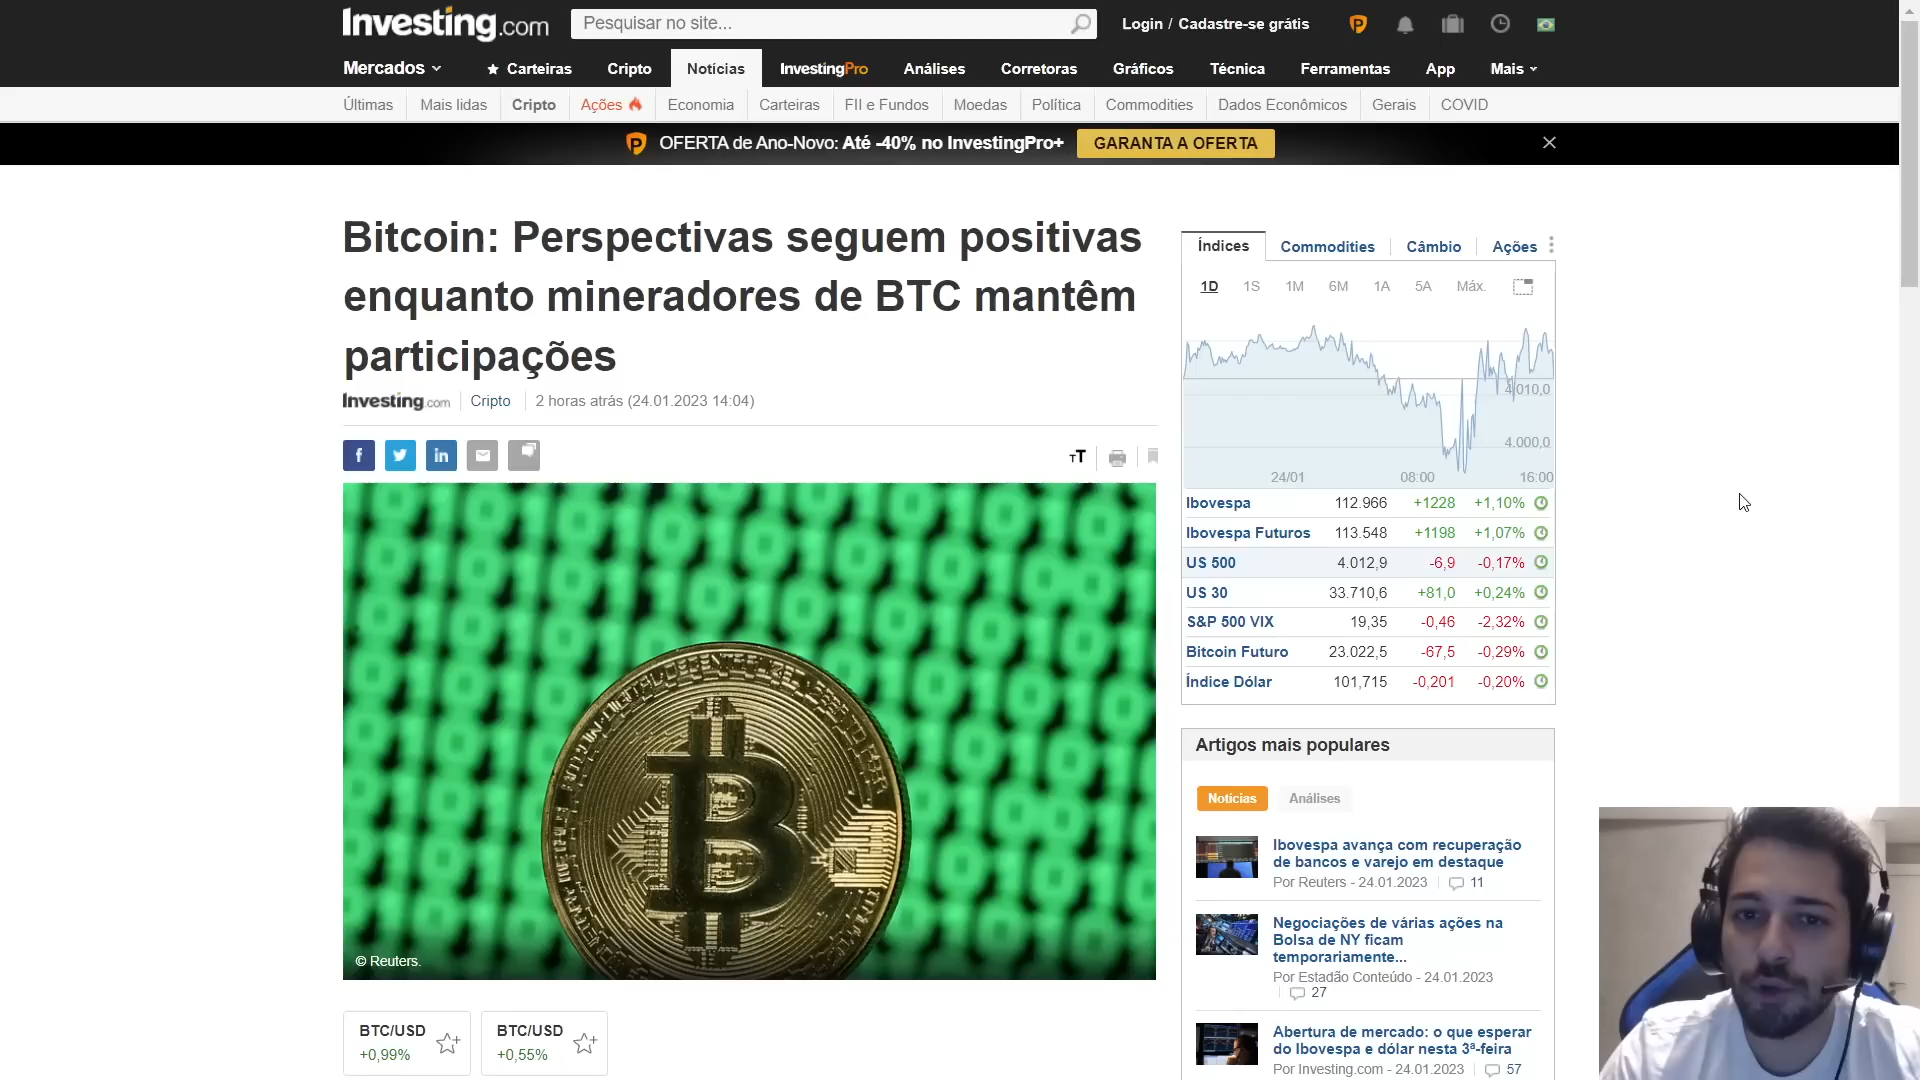 Investing.com
Pesquisar no site...
Login / Cadastre-se grátis
Mercados
Carteiras
Cripto
Notícias
InvestingPro
Análises
Corretoras
Gráficos
Técnica
Ferramentas
App
Mais
Últimas
Mais lidas
Cripto
Ações
Economia
Carteiras
FII e Fundos
Moedas
Política
Commodities
Dados Econômicos
Gerais
COVID
OFERTA de Ano-Novo: Até -40% no InvestingPro+
GARANTA A OFERTA
Bitcoin: Perspectivas seguem positivas
enquanto mineradores de BTC mantêm
participações
Investing.com
Cripto
2 horas atrás (24.01.2023 14:04)
© Reuters.
BTC/USD
+0,99%
BTC/USD
+0,55%
Índices
Commodities
Câmbio
Ações
1D 1S 1M 6M 1A 5A Máx.
4.010,0
4.000,0
24/01 08:00 16:00
Ibovespa 112.966 +1228 +1,10%
Ibovespa Futuros 113.548 +1198 +1,07%
US 500 4.012,9 -6,9 -0,17%
US 30 33.710,6 +81,0 +0,24%
S&P 500 VIX 19,35 -0,46 -2,32%
Bitcoin Futuro 23.022,5 -67,5 -0,29%
Índice Dólar 101,715 -0,201 -0,20%
Artigos mais populares
Notícias
Análises
Ibovespa avança com recuperação
de bancos e varejo em destaque
Por Reuters - 24.01.2023 11
Negociações de várias ações na
Bolsa de NY ficam
temporariamente...
Por Estadão Conteúdo - 24.01.2023
27
Abertura de mercado: o que esperar
do Ibovespa e dólar nesta 3ª-feira
Por Investing.com - 24.01.2023 57